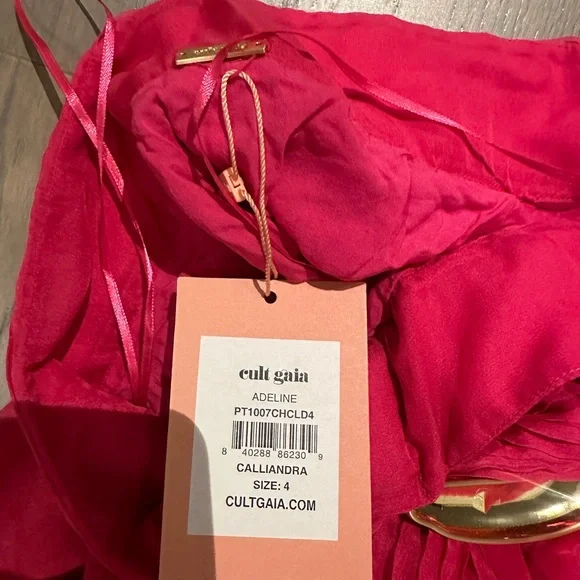 cult gaia
ADELINE
PT1007CHCLD4
8 40288 86230 9
CALLIANDRA
SIZE: 4
CULTGAIA.COM